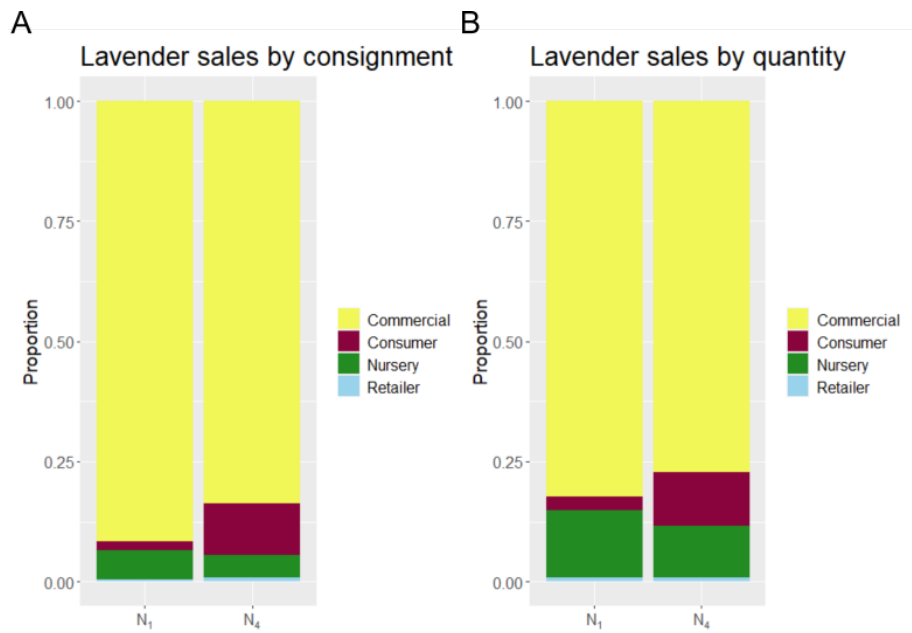 A
Lavender sales by consignment
1.00
0.75
0.50
0.25
0.00
Proportion
N₁
N₄
Commercial
Consumer
Nursery
Retailer
B
Lavender sales by quantity
1.00
0.75
0.50
0.25
0.00
Proportion
N₁
N₄
Commercial
Consumer
Nursery
Retailer